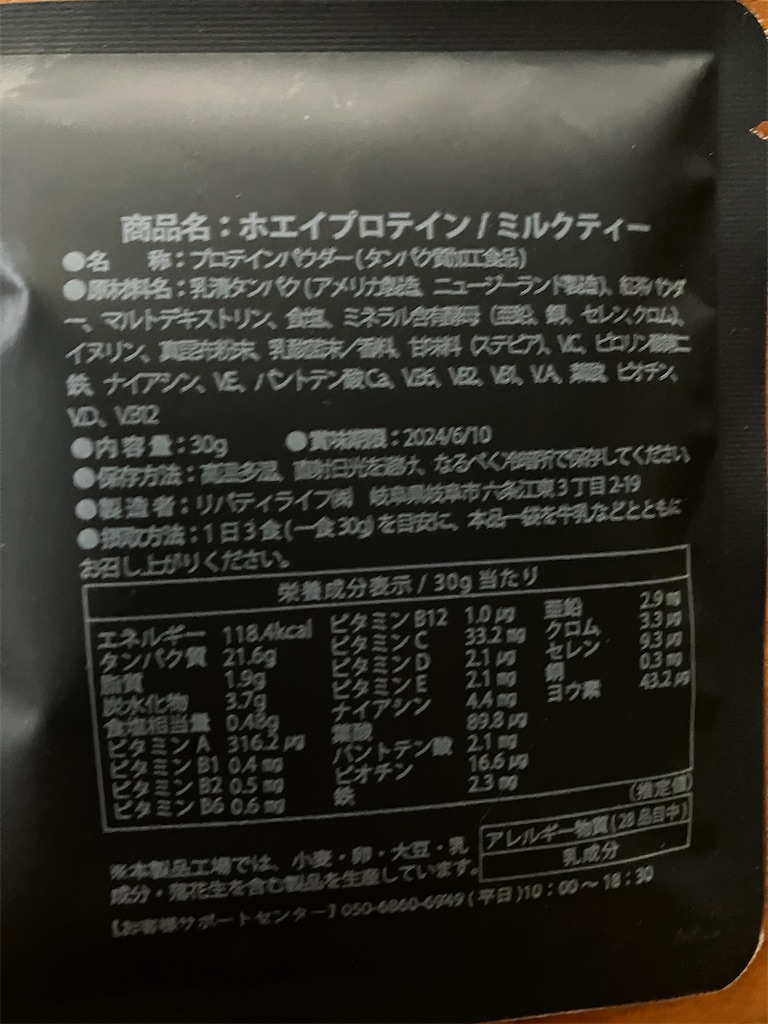 商品名：ホエイプロテイン / ミルクティー
●名　称：プロテインパウダー(タンパク質加工食品)
●原材料名：乳清タンパク(アメリカ製造、ニュージーランド製造)、紅茶パウダ
ー、マルトデキストリン、食塩、ミネラル含有酵母（亜鉛、銅、セレン,クロム)、
イヌリン、真昆布粉末、乳酸菌末／香料、甘味料（ステビア)、V.C、ピロリン酸第二
鉄、ナイアシン、V.E、パントテン酸Ca、V.B6、V.B2、V.B1、V.A、葉酸、ビオチン、
V.D、V.B12
●内容量：30g　●賞味期限：2024/6/10
●保存方法：高温多湿、直射日光を避け、なるべく冷暗所で保存してください
●製造者：リバティライフ㈱　岐阜県岐阜市六条江東3丁目2-19
●摂取方法：1日3食(一食30g)を目安に、本品一袋を牛乳などとともに
お召し上がりください。
栄養成分表示 / 30g 当たり
エネルギー 118.4kcal ビタミン B12 1.0 μg 亜鉛 2.9 mg
タンパク質 21.6g ビタミン C 33.2 mg クロム 3.3 μg
脂質 1.9g ビタミン D 2.1 μg セレン 9.3 μg
炭水化物 3.7g ビタミン E 2.1 mg 銅 0.3 mg
食塩相当量 0.48g ナイアシン 4.4 mg ヨウ素 43.2 μg
ビタミン A 316.2 μg 葉酸 89.8 μg
ビタミン B1 0.4 mg パントテン酸 2.1 mg
ビタミン B2 0.5 mg ビオチン 16.6 μg
ビタミン B6 0.6 mg 鉄 2.3 mg
(推定値)
※本製品工場では、小麦・卵・大豆・乳
成分・落花生を含む製品を生産しています。
アレルギー物質(28品目中)
乳成分
【お客様サポートセンター】050-6860-6949 (平日)10：00～18：30